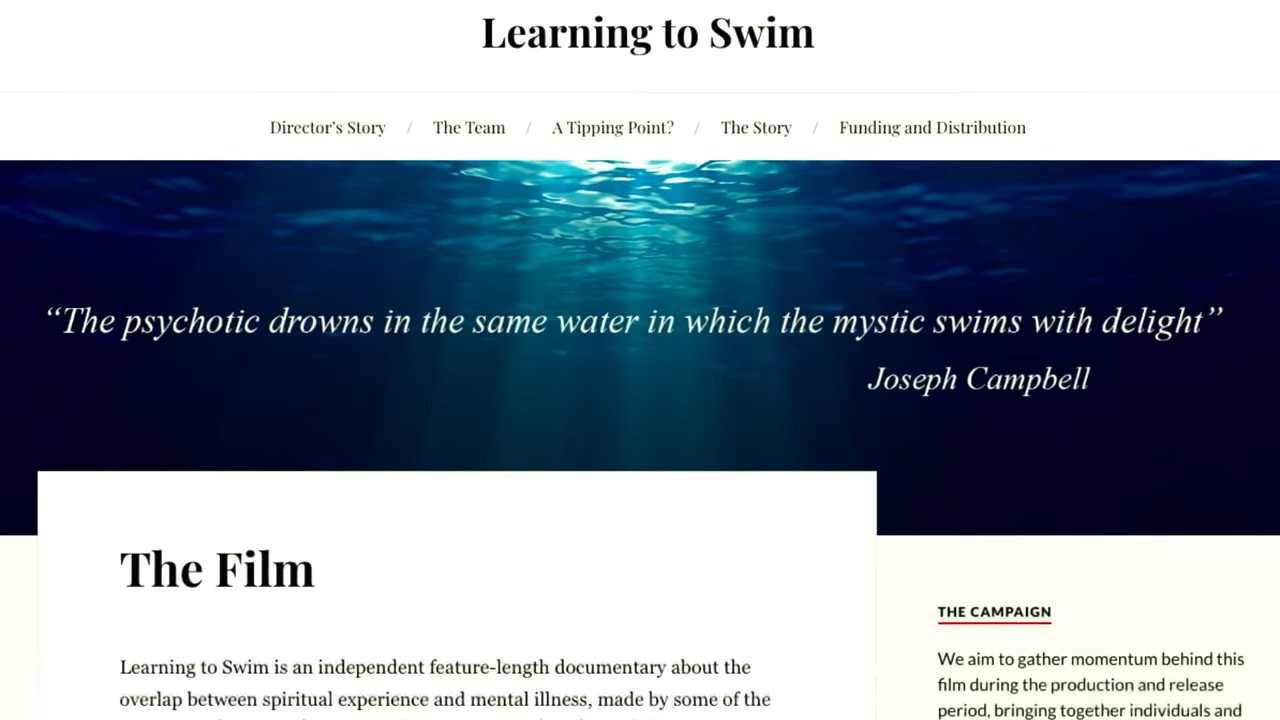 Learning to Swim
Director’s Story / The Team / A Tipping Point? / The Story / Funding and Distribution
“The psychotic drowns in the same water in which the mystic swims with delight”
Joseph Campbell
The Film
Learning to Swim is an independent feature-length documentary about the
overlap between spiritual experience and mental illness, made by some of the
THE CAMPAIGN
We aim to gather momentum behind this
film during the production and release
period, bringing together individuals and